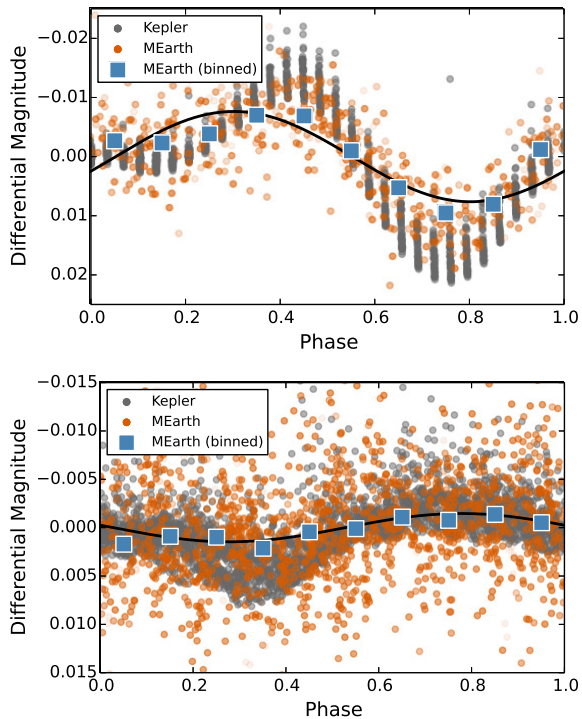 −0.02
−0.01
0.00
0.01
0.02
Differential Magnitude
Kepler
MEarth
MEarth (binned)
0.0 0.2 0.4 0.6 0.8 1.0
Phase
−0.015
−0.010
−0.005
0.000
0.005
0.010
0.015
Differential Magnitude
Kepler
MEarth
MEarth (binned)
0.0 0.2 0.4 0.6 0.8 1.0
Phase